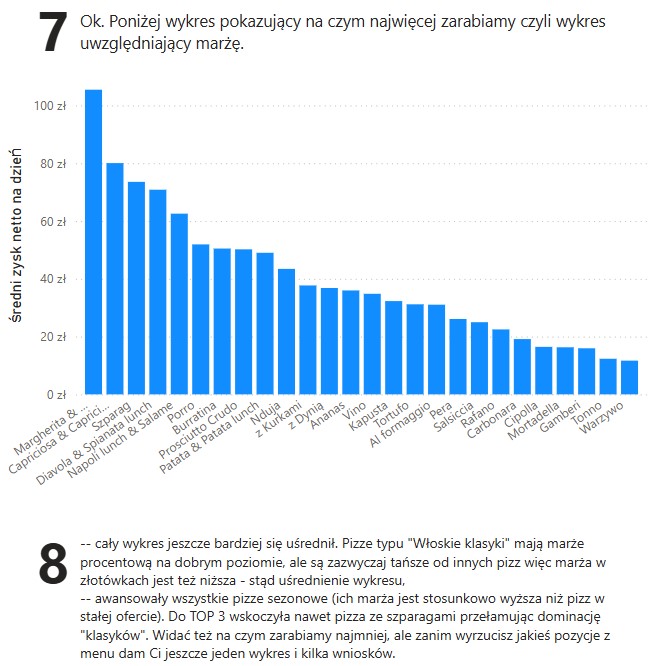 7
Ok. Poniżej wykres pokazujący na czym najwięcej zarabiamy czyli wykres
uwzględniający marżę.
Średni zysk netto na dzień
100 zł
80 zł
60 zł
40 zł
20 zł
0 zł
Margherita & ...
Capriciosa & Caprici...
Szparag
Diavola & Spianata lunch
Napoli lunch & Salame
Porro
Burratina
Prosciutto Crudo
Patata & Patata lunch
Nduja
z Kurkami
z Dynią
Ananas
Vino
Kapusta
Tortufo
Al formaggio
Pera
Salsiccia
Rafano
Carbonara
Cipolla
Mortadella
Gamberi
Tonno
Warzywo
8
-- cały wykres jeszcze bardziej się uśrednił. Pizze typu "Włoskie klasyki" mają marże
procentową na dobrym poziomie, ale są zazwyczaj tańsze od innych pizz więc marża w
złotówkach jest też niższa - stąd uśrednienie wykresu,
-- awansowały wszystkie pizze sezonowe (ich marża jest stosunkowo wyższa niż pizz w
stałej ofercie). Do TOP 3 wskoczyła nawet pizza ze szparagami przełamując dominację
"klasyków". Widać też na czym zarabiamy najmniej, ale zanim wyrzucisz jakieś pozycje z
menu dam Ci jeszcze jeden wykres i kilka wniosków.